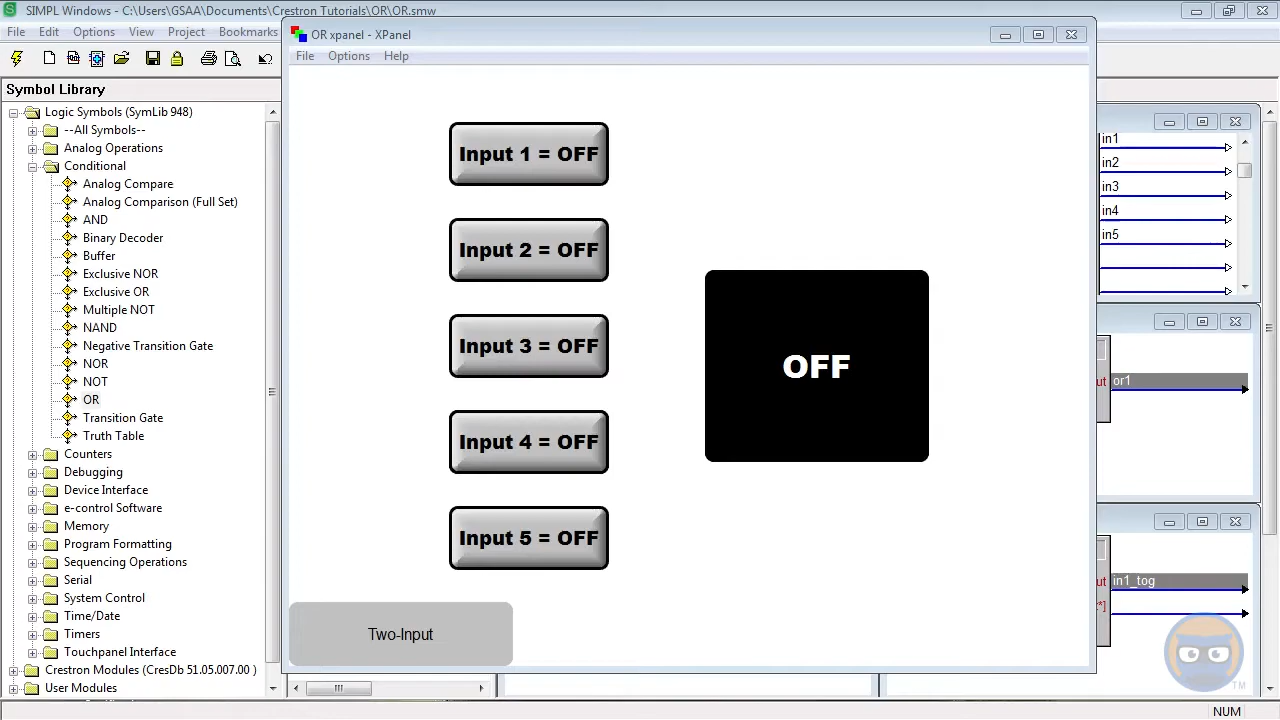 SIMPL Windows - C:\Users\GSAA\Documents\Crestron Tutorials\OR\OR.smw
File Edit Options View Project Bookmarks
OR xpanel - XPanel
File Options Help
Symbol Library
Logic Symbols (SymLib 948)
--All Symbols--
Analog Operations
Conditional
Analog Compare
Analog Comparison (Full Set)
AND
Binary Decoder
Buffer
Exclusive NOR
Exclusive OR
Multiple NOT
NAND
Negative Transition Gate
NOR
NOT
OR
Transition Gate
Truth Table
Counters
Debugging
Device Interface
e-control Software
Memory
Program Formatting
Sequencing Operations
Serial
System Control
Time/Date
Timers
Touchpanel Interface
Crestron Modules (CresDb 51.05.007.00 )
User Modules
Input 1 = OFF
Input 2 = OFF
Input 3 = OFF
Input 4 = OFF
Input 5 = OFF
OFF
Two-Input
in1
in2
in3
in4
in5
ut or1
ut in1_tog
:*]
TM
NUM